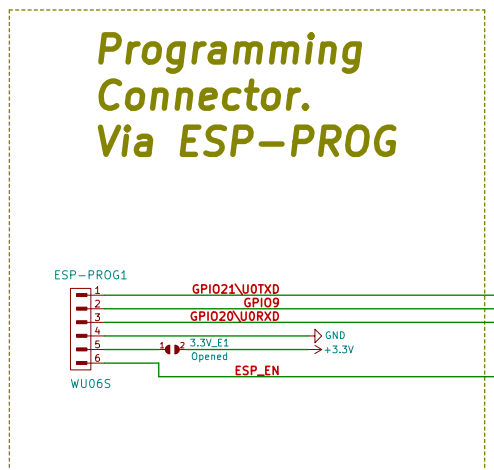 Programming
Connector.
Via ESP-PROG
ESP-PROG1
1 GPIO21\U0TXD
2 GPIO9
3 GPIO20\U0RXD
4 GND
5 1 2 3.3V_E1 +3.3V
Opened
6 ESP_EN
WU06S